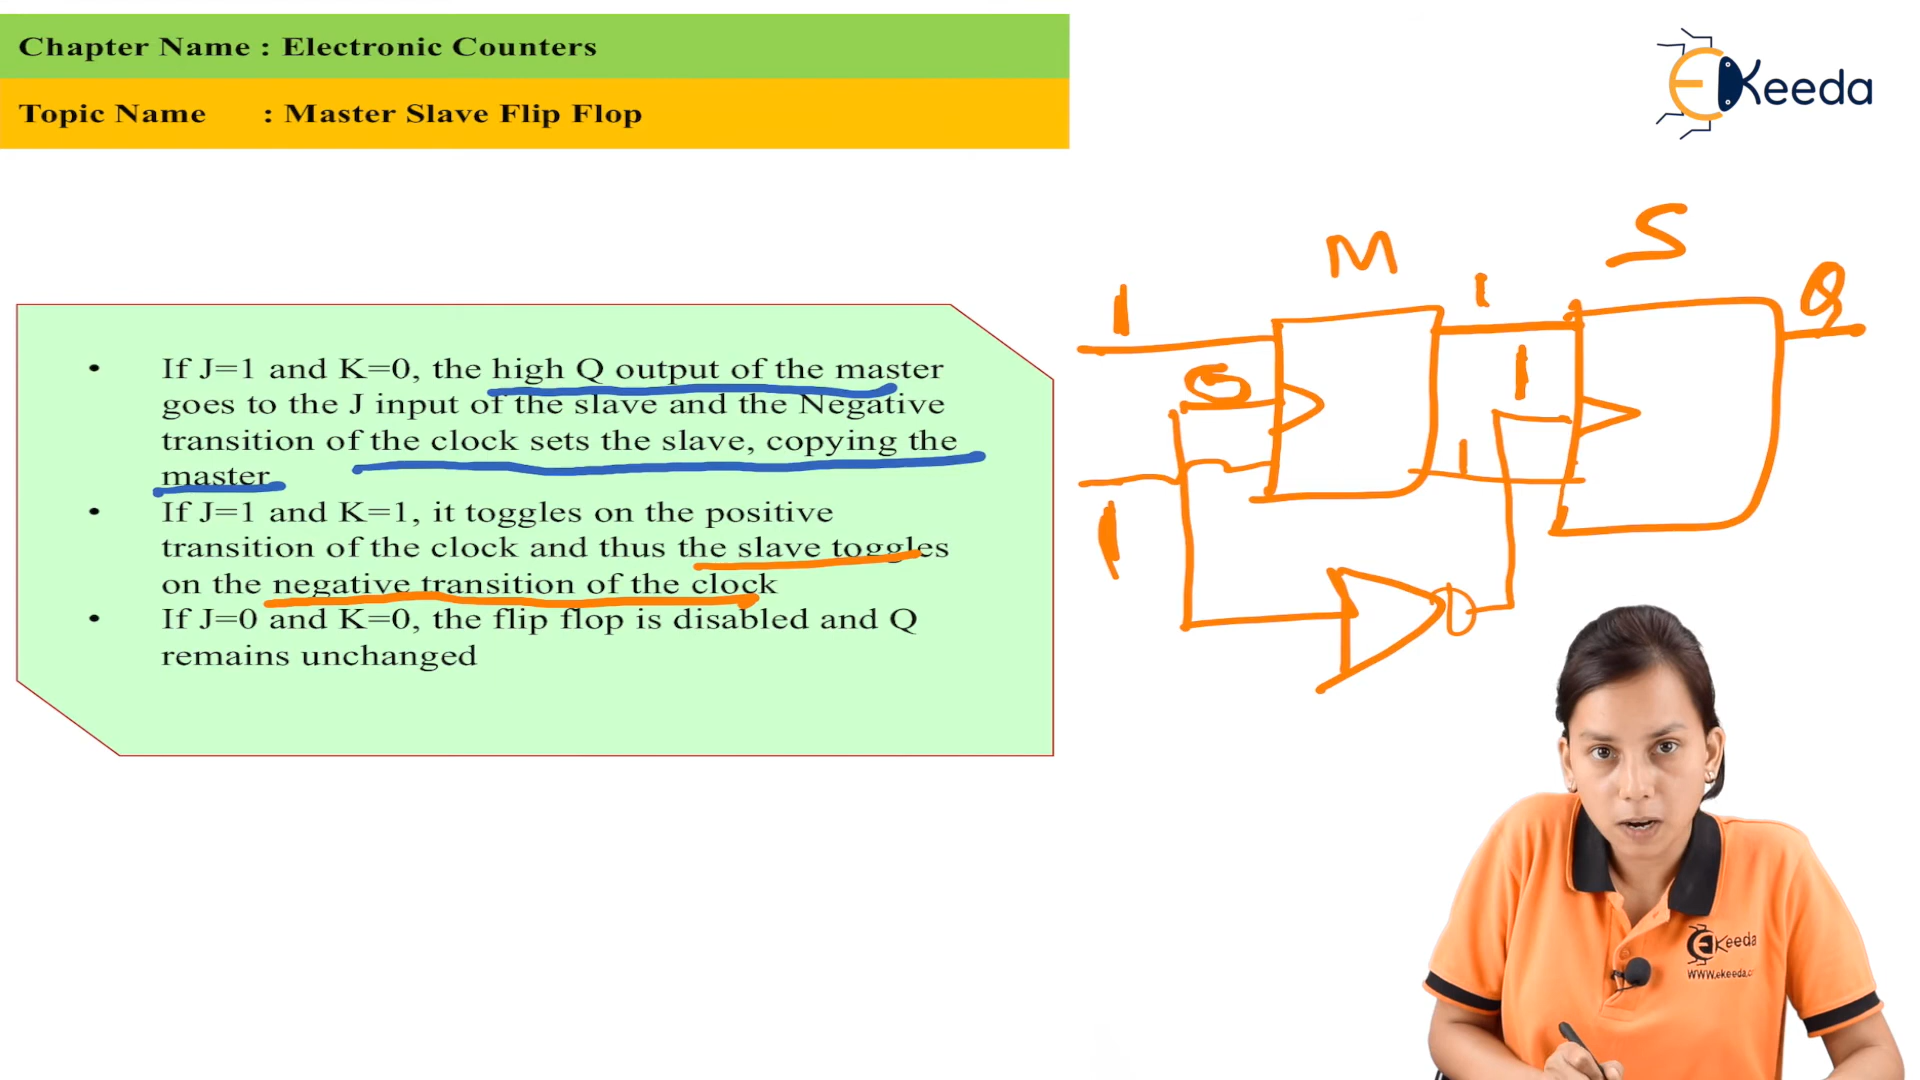 Chapter Name : Electronic Counters
Topic Name : Master Slave Flip Flop
EKeeda
• If J=1 and K=0, the high Q output of the master
goes to the J input of the slave and the Negative
transition of the clock sets the slave, copying the
master
• If J=1 and K=1, it toggles on the positive
transition of the clock and thus the slave toggles
on the negative transition of the clock
• If J=0 and K=0, the flip flop is disabled and Q
remains unchanged
M
S
1
1
Q
0
1
1
1
EKeeda